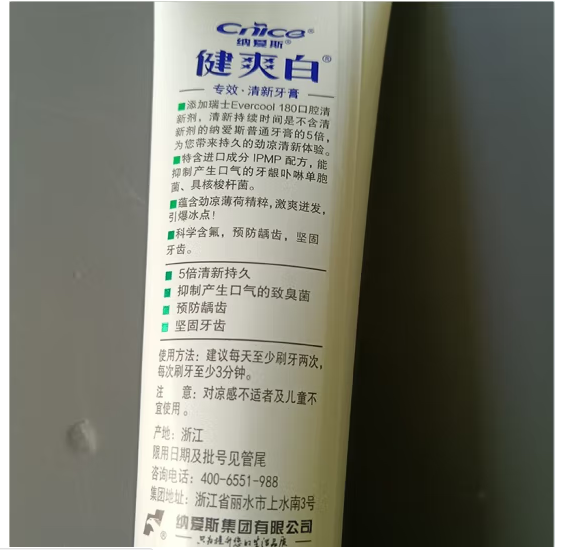 Cnice®
纳爱斯®
健爽白®
专效·清新牙膏
■添加瑞士Evercool 180口腔清
新剂，清新持续时间是不含清
新剂的纳爱斯普通牙膏的5倍，
为您带来持久的劲凉清新体验。
■特含进口成分 IPMP 配方，能
抑制产生口气的牙龈卟啉单胞
菌、具核梭杆菌。
■蕴含劲凉薄荷精粹，激爽迸发，
引爆冰点！
■科学含氟，预防龋齿，坚固
牙齿。
■ 5倍清新持久
■ 抑制产生口气的致臭菌
■ 预防龋齿
■ 坚固牙齿
使用方法：建议每天至少刷牙两次，
每次刷牙至少3分钟。
注 意：对凉感不适者及儿童不
宜使用。
产地：浙江
限用日期及批号见管尾
咨询电话：400-6551-988
集团地址：浙江省丽水市上水南3号
纳爱斯集团有限公司
只为提升您的生活品质